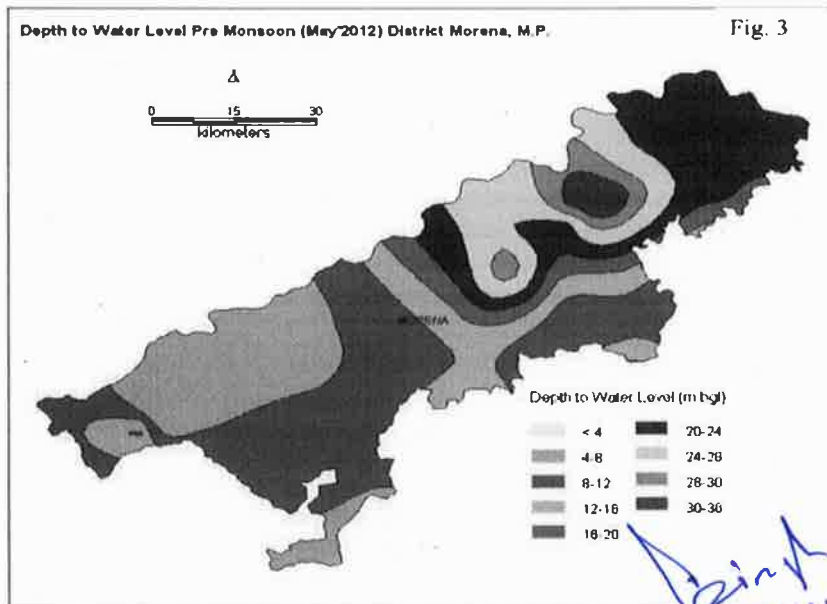 Depth to Water Level Pre Monsoon (May 2012) District Morena, M.P.
Fig. 3
0 15 30
kilometers
MORENA
Depth to Water Level (m bgl)
< 4
4-8
8-12
12-16
16-20
20-24
24-28
28-30
30-36